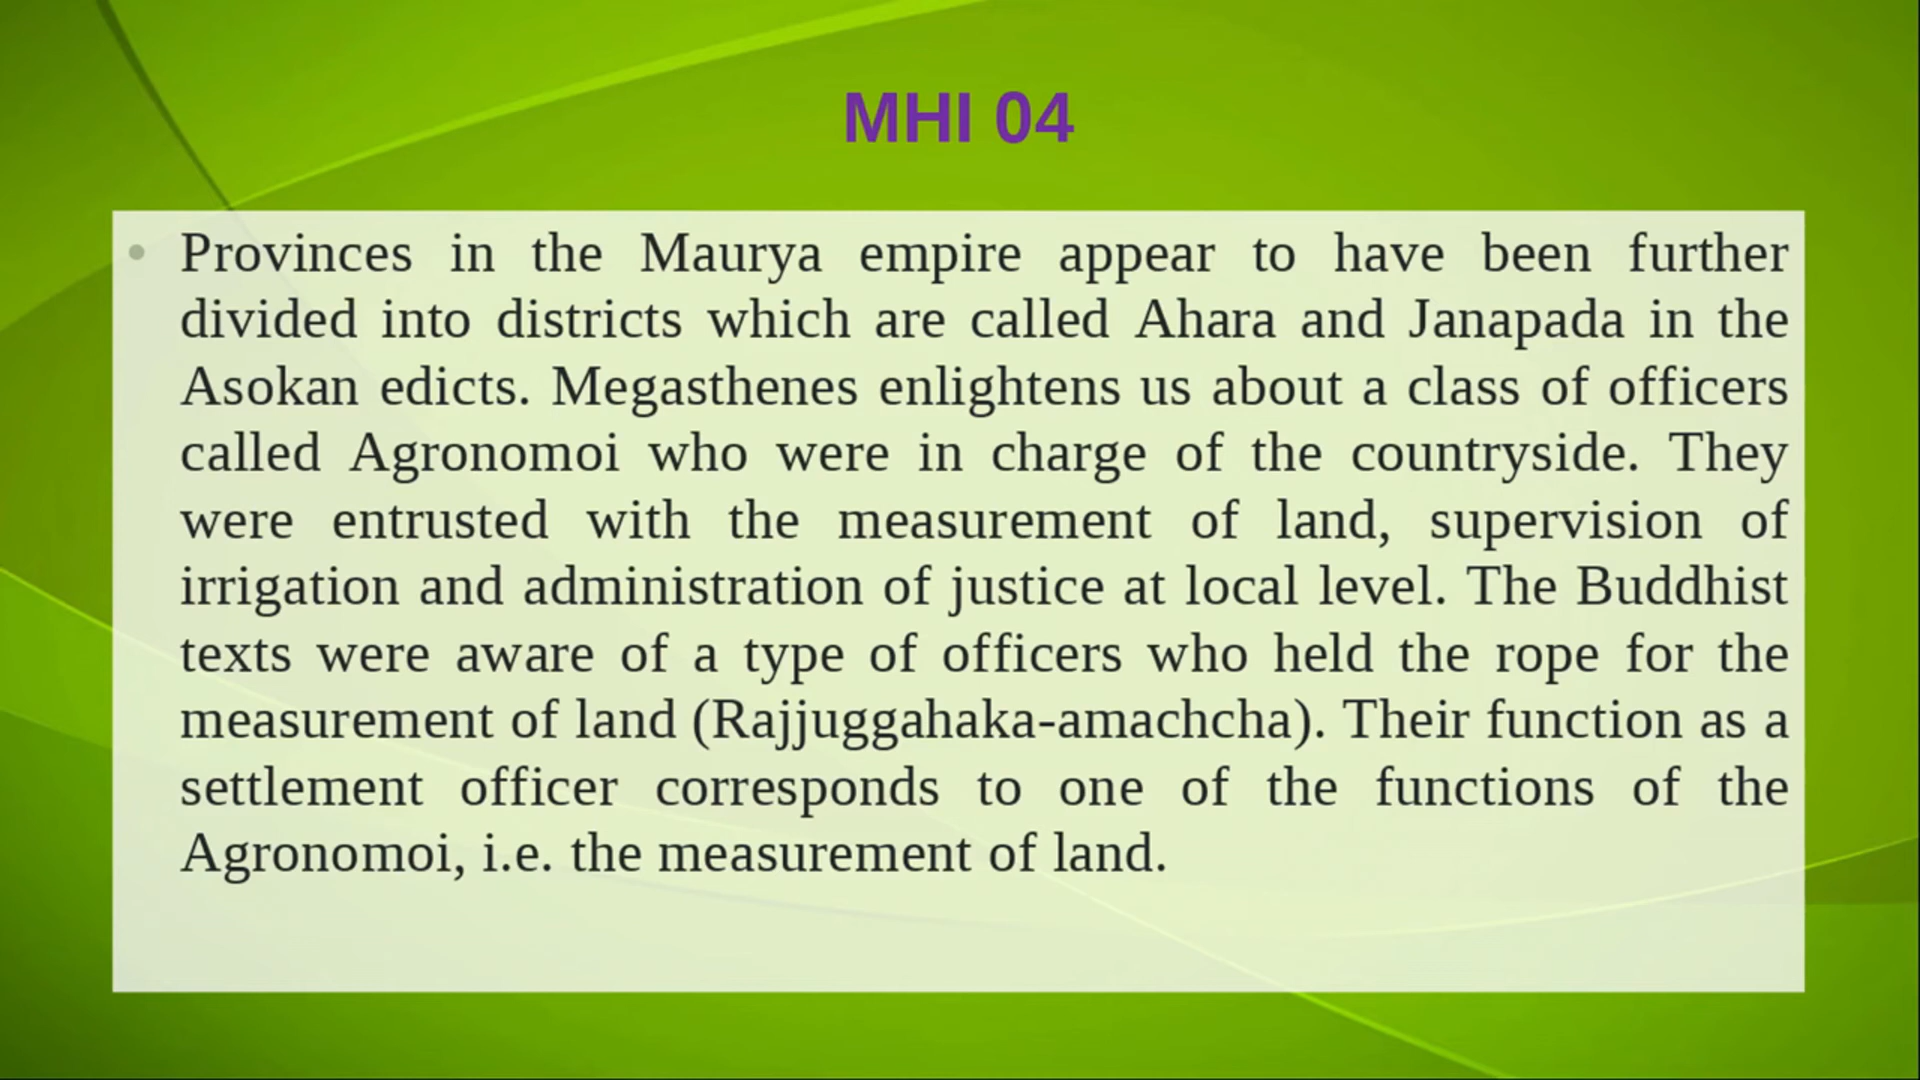 MHI 04
• Provinces in the Maurya empire appear to have been further
divided into districts which are called Ahara and Janapada in the
Asokan edicts. Megasthenes enlightens us about a class of officers
called Agronomoi who were in charge of the countryside. They
were entrusted with the measurement of land, supervision of
irrigation and administration of justice at local level. The Buddhist
texts were aware of a type of officers who held the rope for the
measurement of land (Rajjuggahaka-amachcha). Their function as a
settlement officer corresponds to one of the functions of the
Agronomoi, i.e. the measurement of land.